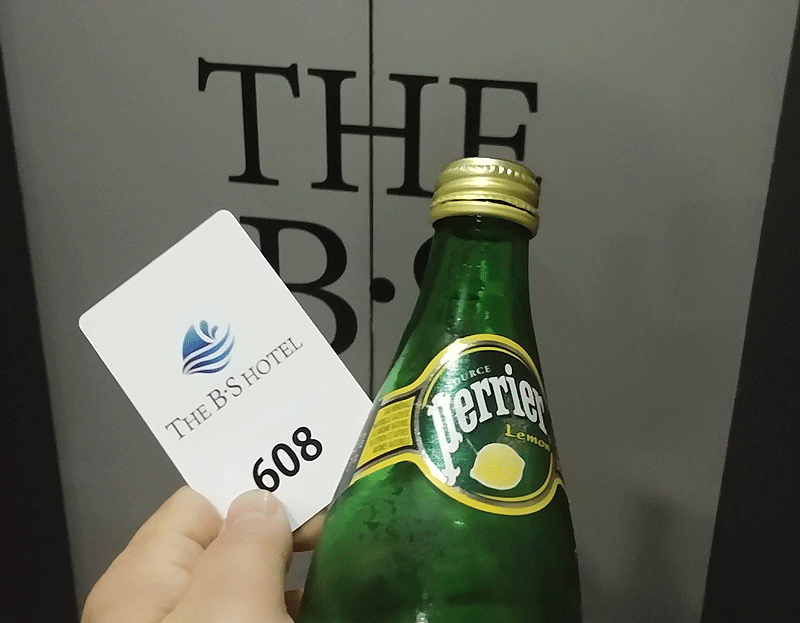 THE
B·S
THE B·S HOTEL
608
SOURCE
perrier
Lemon